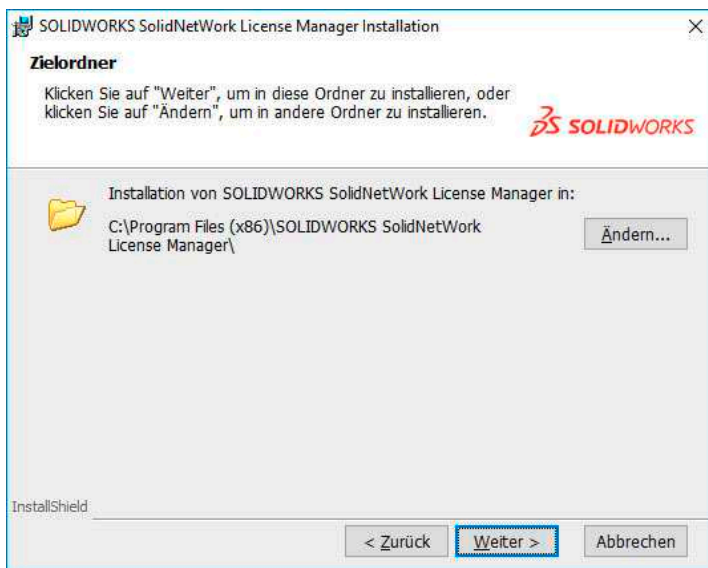 SOLIDWORKS SolidNetWork License Manager Installation
Zielordner
Klicken Sie auf "Weiter", um in diese Ordner zu installieren, oder
klicken Sie auf "Ändern", um in andere Ordner zu installieren.
SOLIDWORKS
Installation von SOLIDWORKS SolidNetWork License Manager in:
C:\Program Files (x86)\SOLIDWORKS SolidNetWork
License Manager\
Ändern...
InstallShield
< Zurück Weiter > Abbrechen